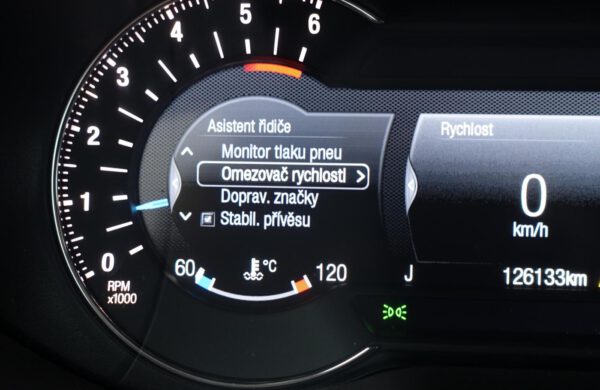 6
5
4
3
2
1
0
RPM
x1000
Asistent řidiče
Monitor tlaku pneu
Omezovač rychlosti >
Doprav. značky
Stabil. přívěsu
60 °C 120
Rychlost
0
km/h
J 126133km